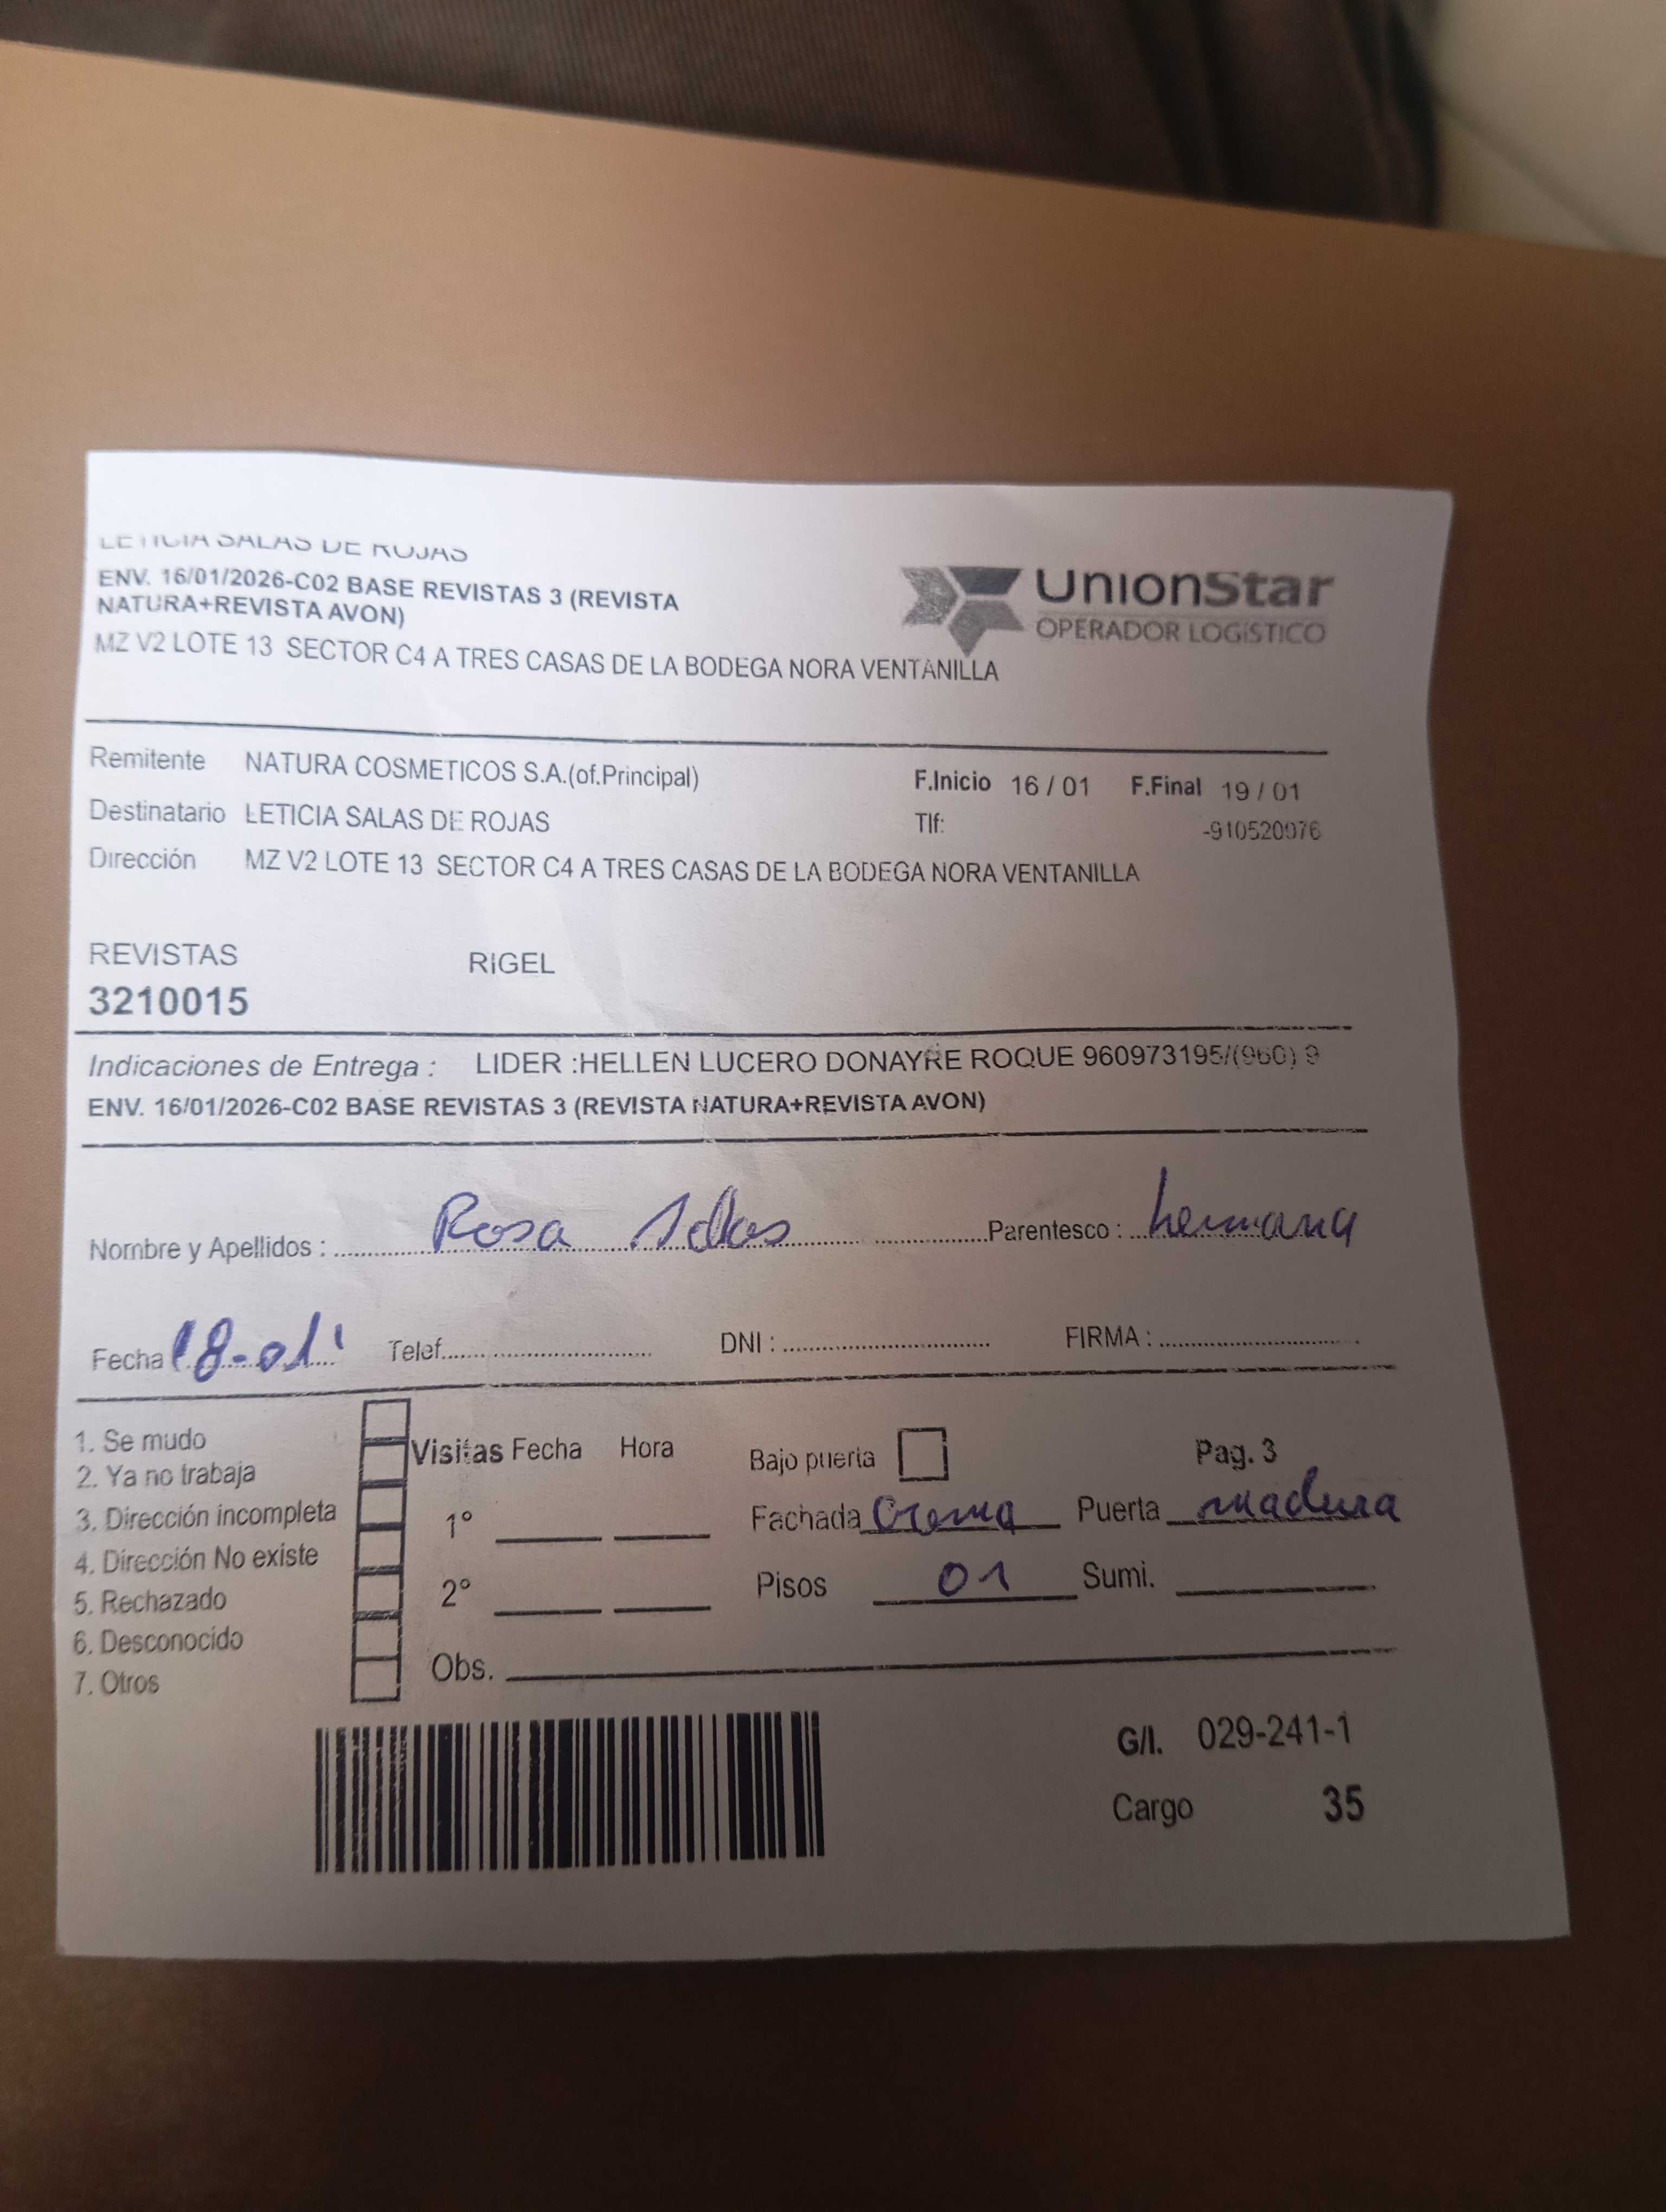 LETICIA SALAS DE ROJAS
ENV. 16/01/2026-C02 BASE REVISTAS 3 (REVISTA
NATURA+REVISTA AVON)
MZ V2 LOTE 13 SECTOR C4 A TRES CASAS DE LA BODEGA NORA VENTANILLA
UNIONStar
OPERADOR LOGÍSTICO
Remitente NATURA COSMETICOS S.A.(of.Principal) F.Inicio 16 / 01 F.Final 19 / 01
Destinatario LETICIA SALAS DE ROJAS Tlf: -910520976
Dirección MZ V2 LOTE 13 SECTOR C4 A TRES CASAS DE LA BODEGA NORA VENTANILLA
REVISTAS RIGEL
3210015
Indicaciones de Entrega : LIDER :HELLEN LUCERO DONAYRE ROQUE 960973195/(960) 9
ENV. 16/01/2026-C02 BASE REVISTAS 3 (REVISTA NATURA+REVISTA AVON)
Nombre y Apellidos : Rosa Salas Parentesco : hermana
Fecha 18-01 Telef. DNI : FIRMA :
1. Se mudo
2. Ya no trabaja
3. Dirección incompleta
4. Dirección No existe
5. Rechazado
6. Desconocido
7. Otros
Visitas Fecha Hora Bajo puerta Pag. 3
1° Fachada Crema Puerta madura
2° Pisos 01 Sumi.
Obs.
G/I. 029-241-1
Cargo 35